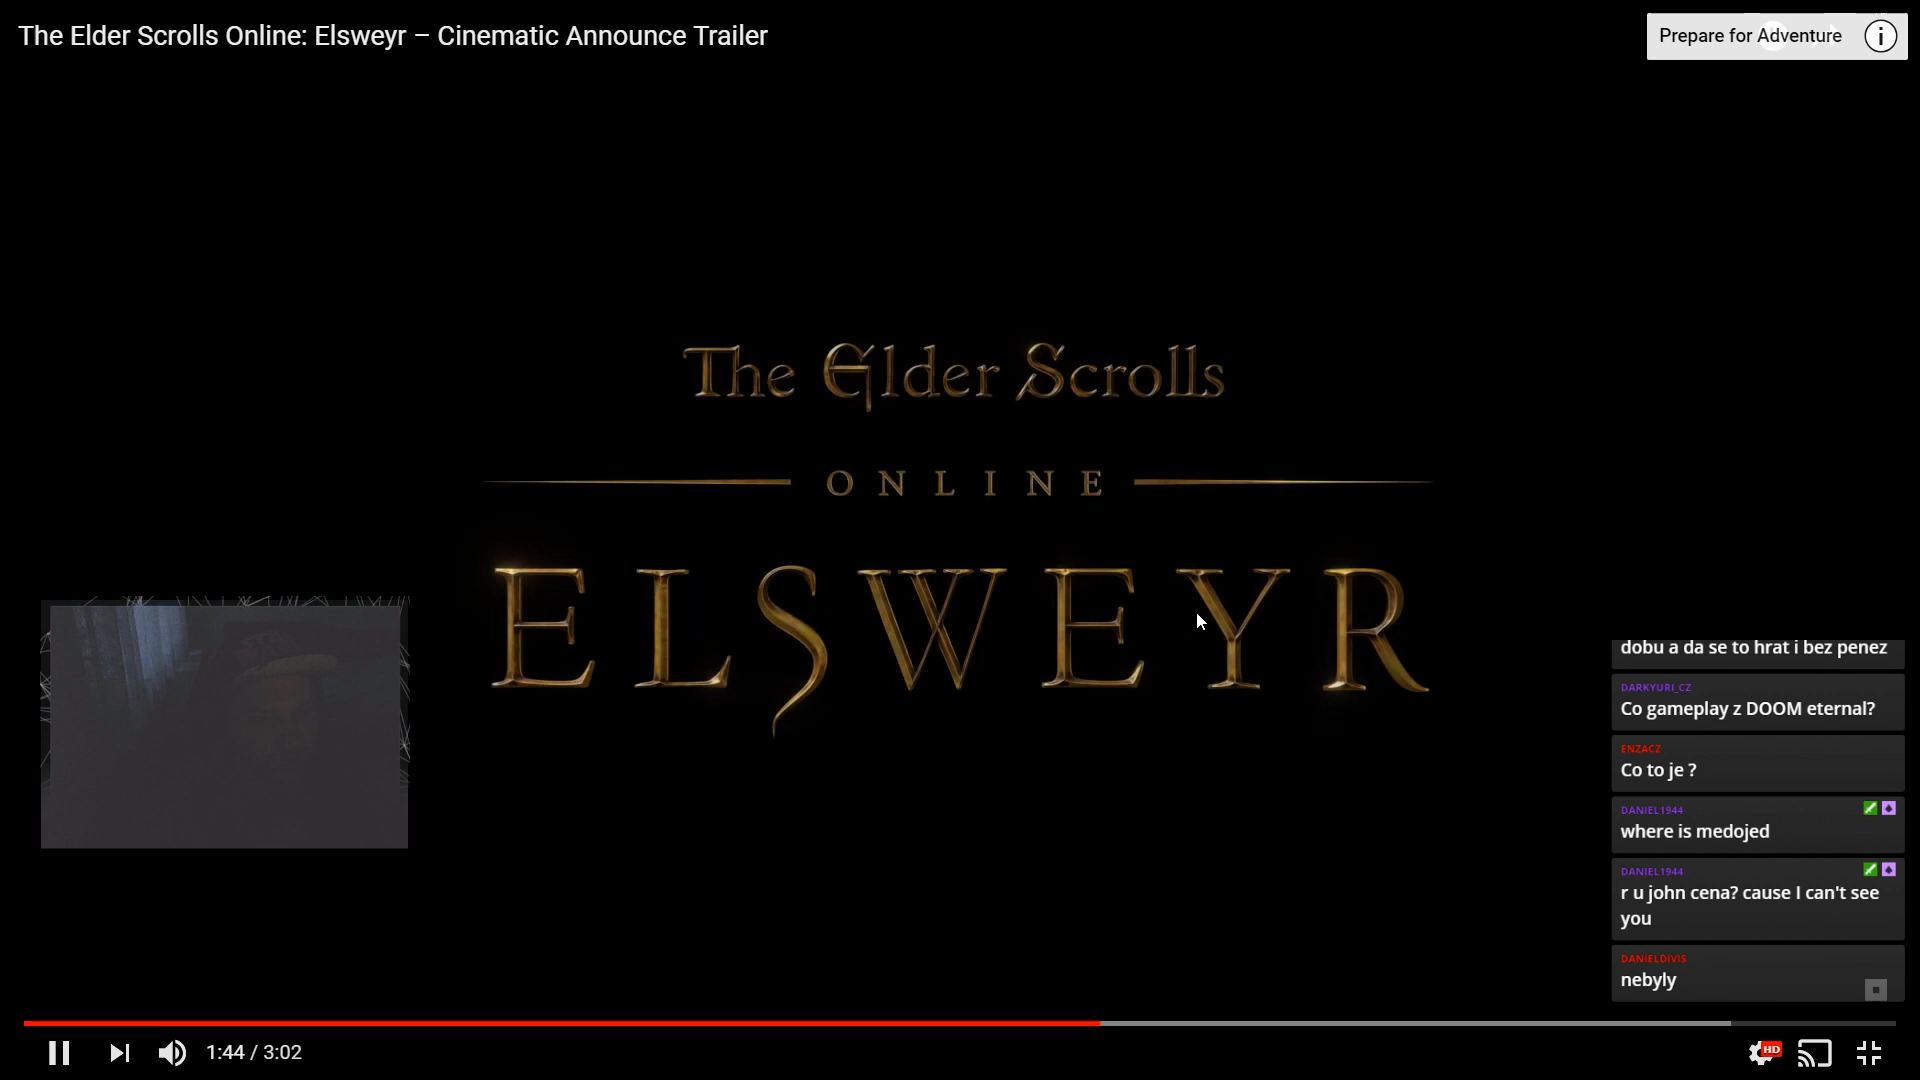 The Elder Scrolls Online: Elsweyr – Cinematic Announce Trailer
Prepare for Adventure
The Elder Scrolls
ONLINE
ELSWEYR
dobu a da se to hrat i bez penez
DARKYURI_CZ
Co gameplay z DOOM eternal?
ENZACZ
Co to je ?
DANIEL1944
where is medojed
DANIEL1944
r u john cena? cause I can't see
you
DANIELDIVIS
nebyly
1:44 / 3:02
HD